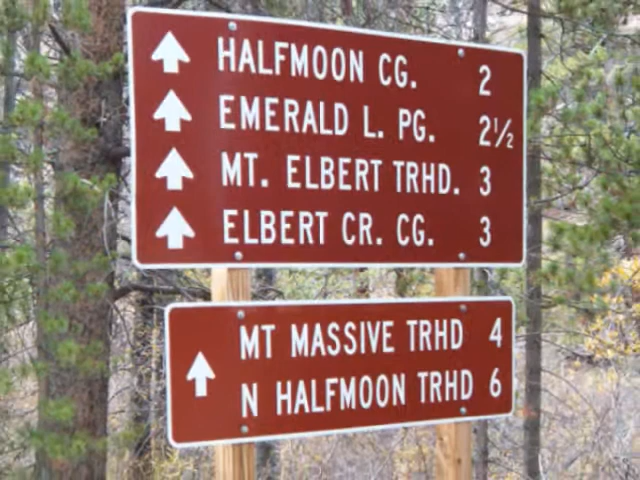 HALFMOON CG. 2
EMERALD L. PG. 2½
MT. ELBERT TRHD. 3
ELBERT CR. CG. 3
MT MASSIVE TRHD 4
N HALFMOON TRHD 6